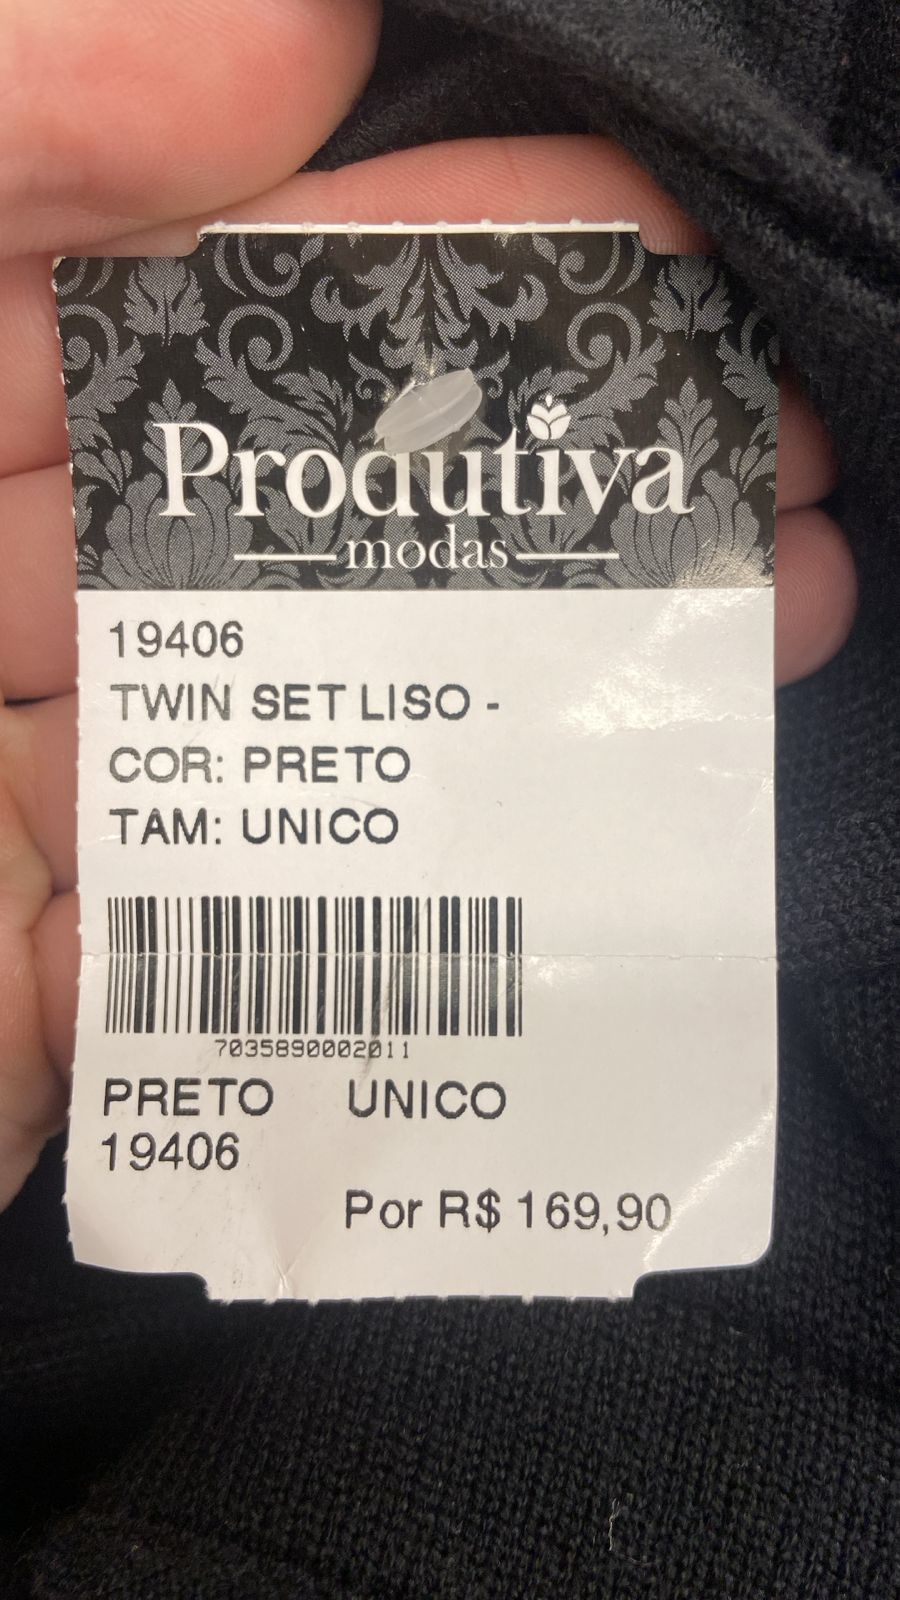 Produtiva
modas
19406
TWIN SET LISO -
COR: PRETO
TAM: UNICO
7035890002011
PRETO UNICO
19406
Por R$ 169,90